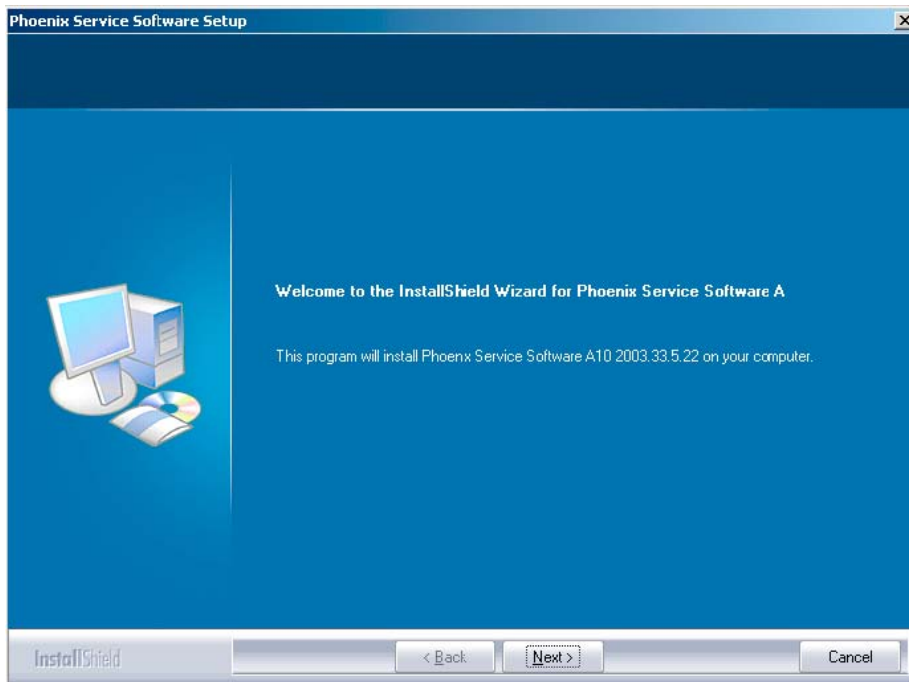 Phoenix Service Software Setup
Welcome to the InstallShield Wizard for Phoenix Service Software A
This program will install Phoenx Service Software A10 2003.33.5.22 on your computer.
InstallShield
< Back
Next >
Cancel